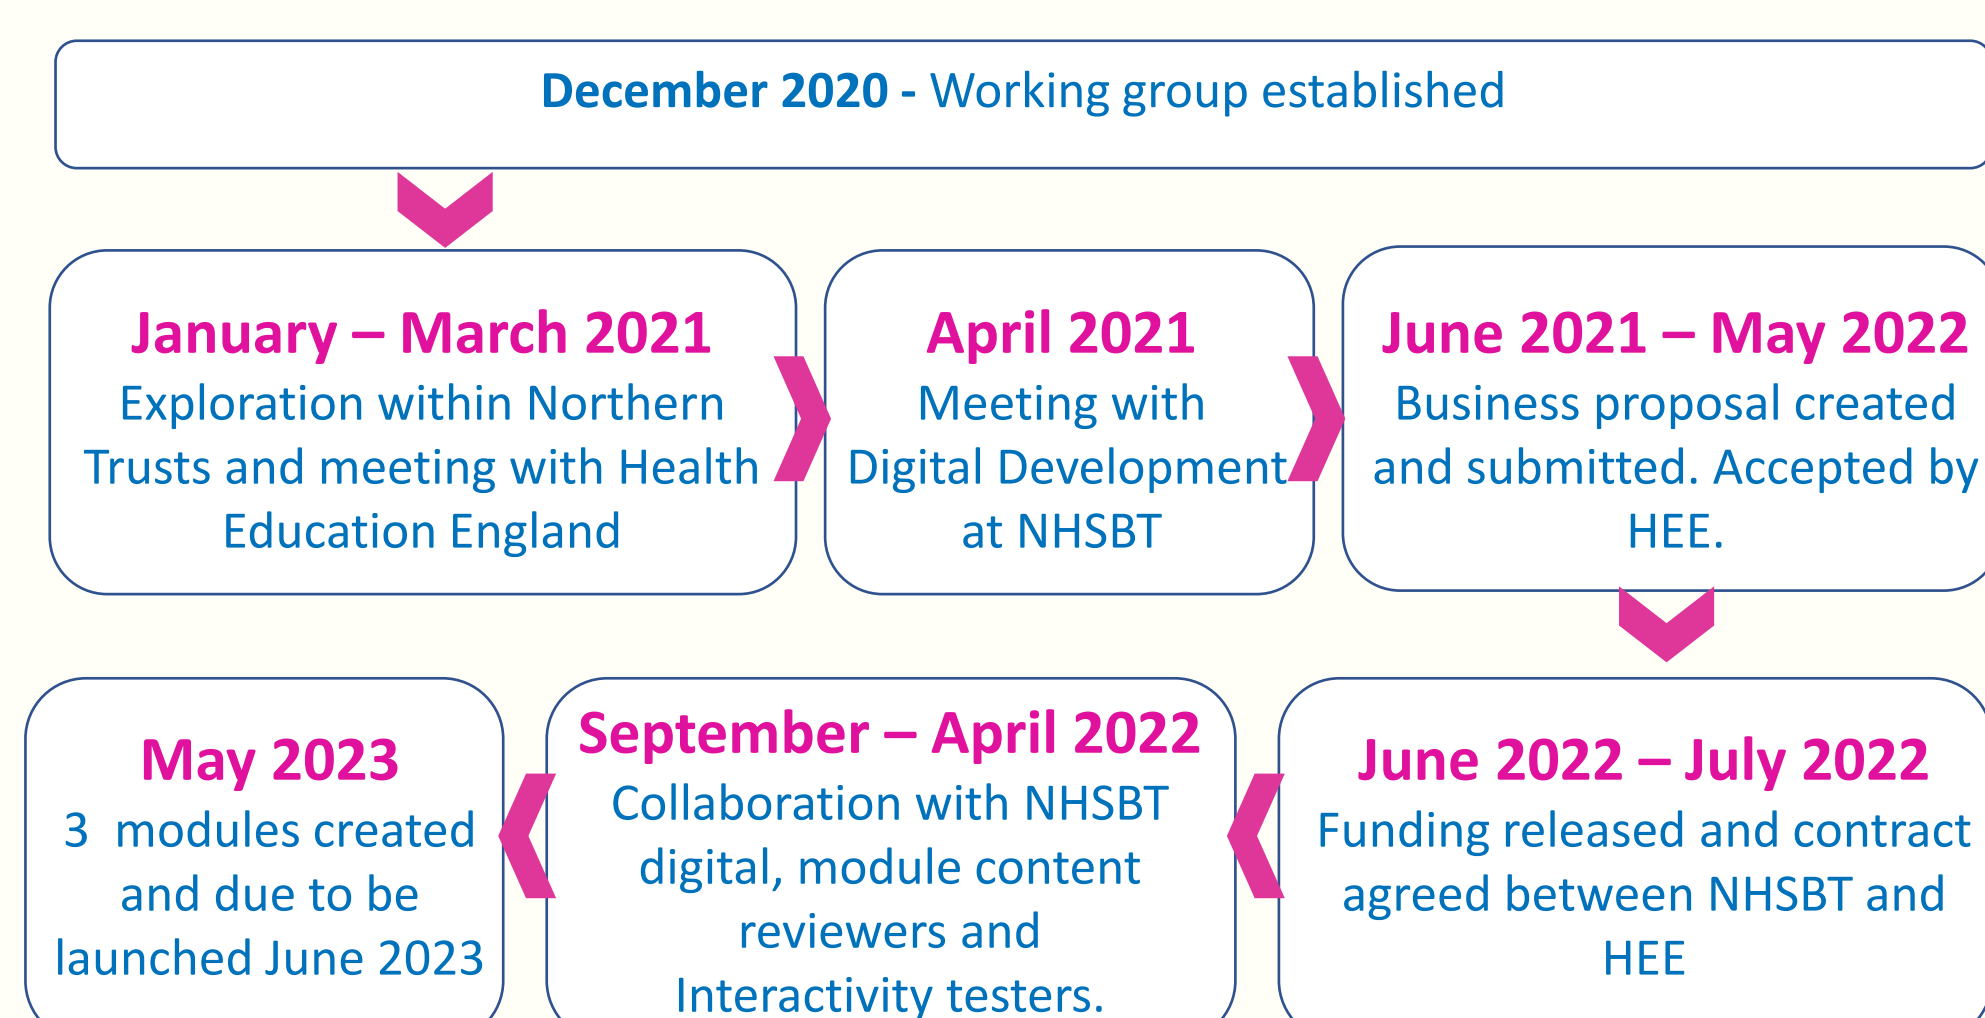 December 2020 - Working group established
January – March 2021
Exploration within Northern
Trusts and meeting with Health
Education England
April 2021
Meeting with
Digital Development
at NHSBT
June 2021 – May 2022
Business proposal created
and submitted. Accepted by
HEE.
June 2022 – July 2022
Funding released and contract
agreed between NHSBT and
HEE
September – April 2022
Collaboration with NHSBT
digital, module content
reviewers and
Interactivity testers.
May 2023
3  modules created
and due to be
launched June 2023